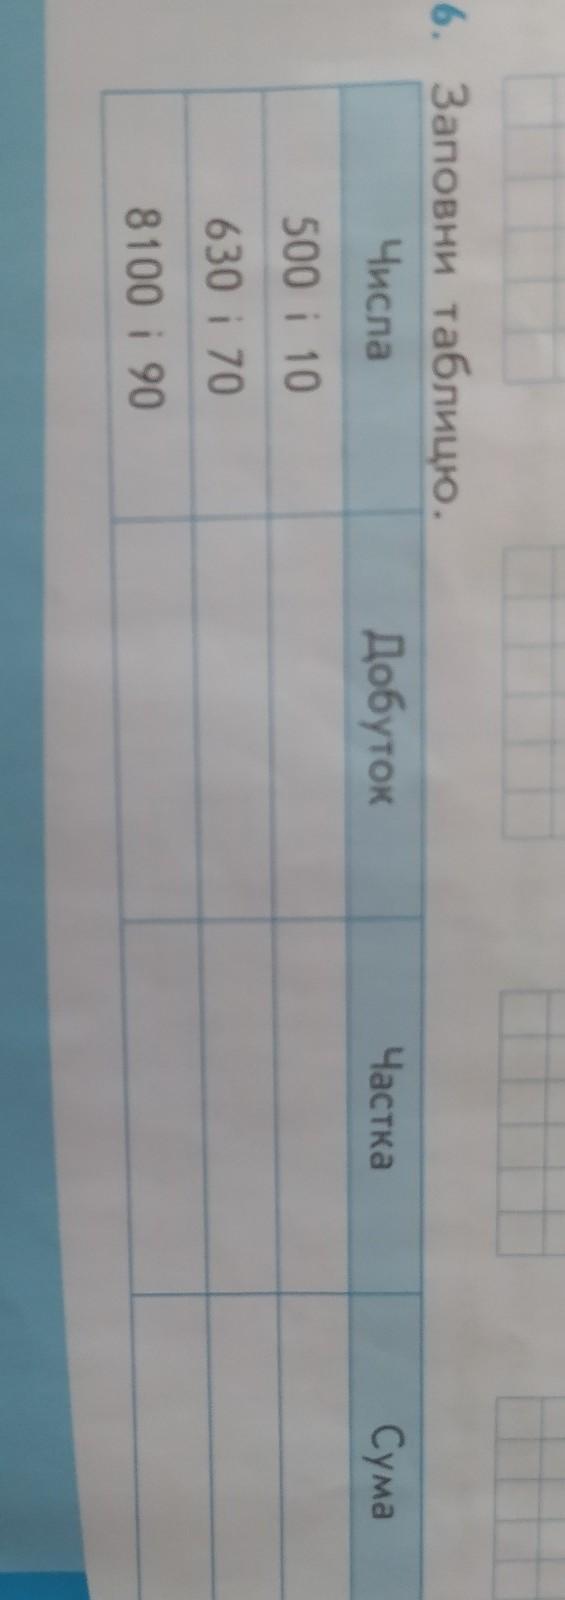 6. Заповни таблицю.
Числа Добуток Частка Сума
500 і 10
630 і 70
8100 і 90